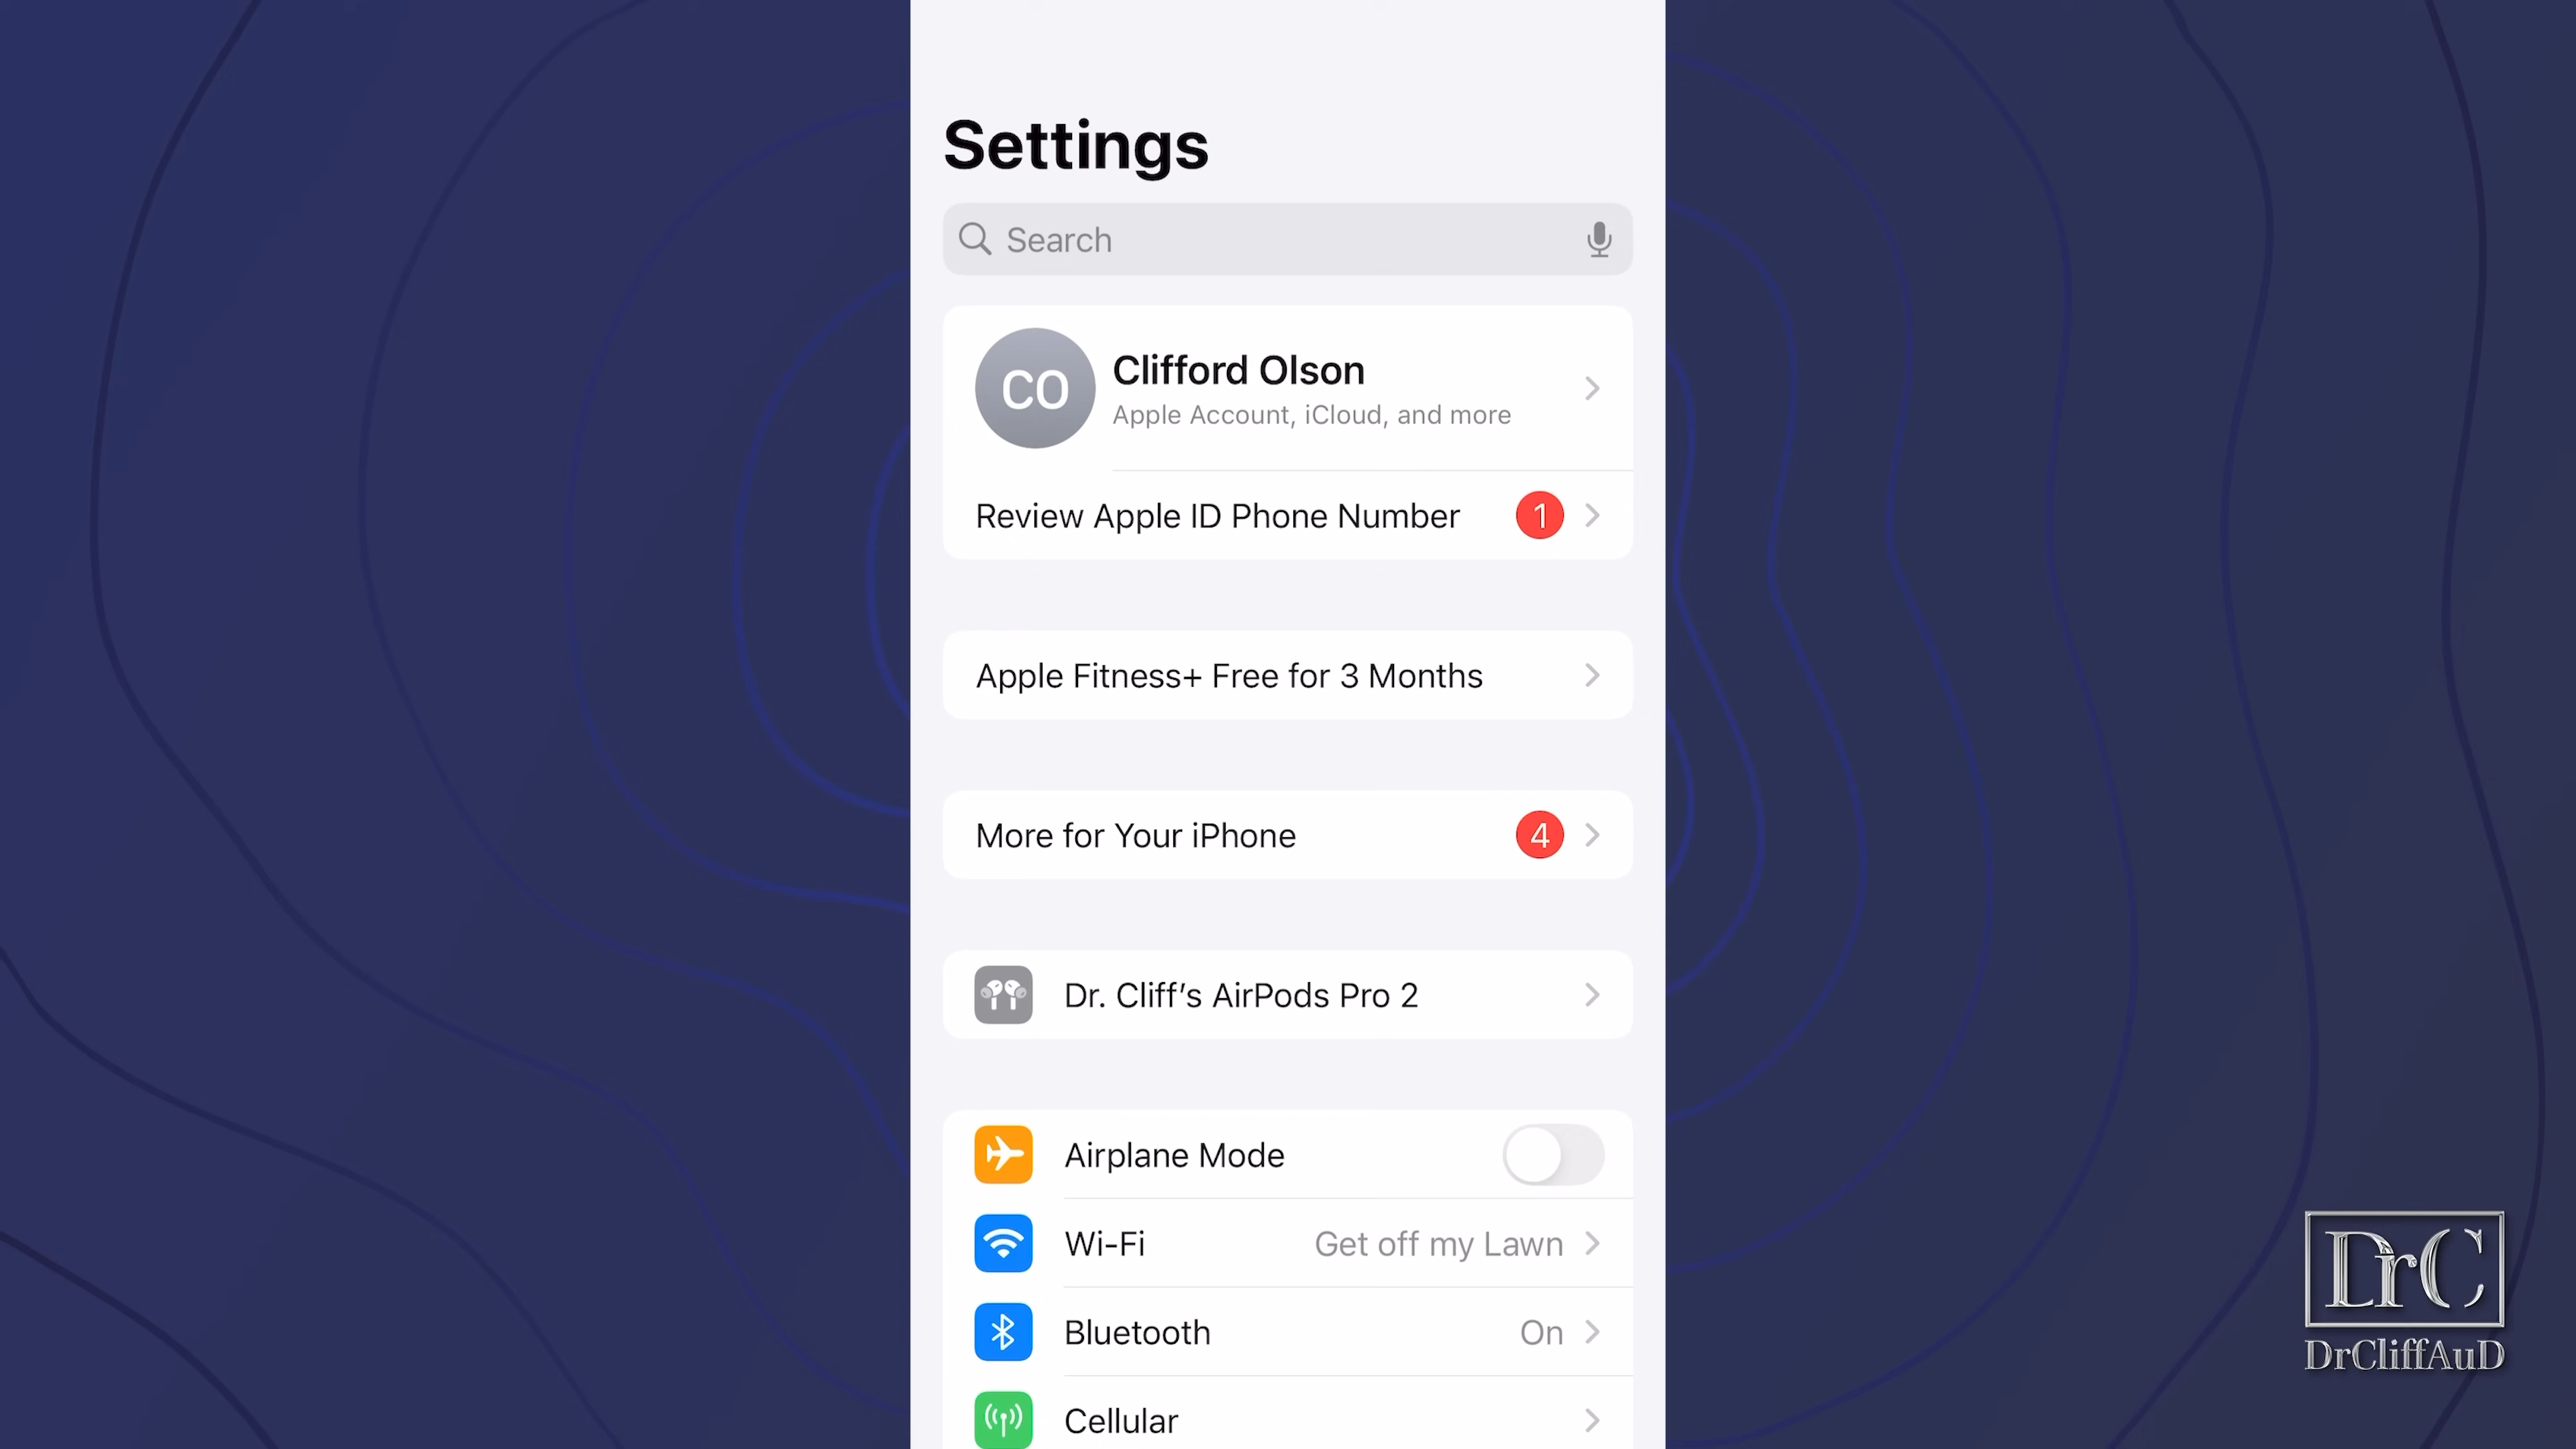 Settings
Search
CO
Clifford Olson
Apple Account, iCloud, and more
Review Apple ID Phone Number 1
Apple Fitness+ Free for 3 Months
More for Your iPhone 4
Dr. Cliff’s AirPods Pro 2
Airplane Mode
Wi-Fi Get off my Lawn
Bluetooth On
Cellular
DrC
DrCliffAuD